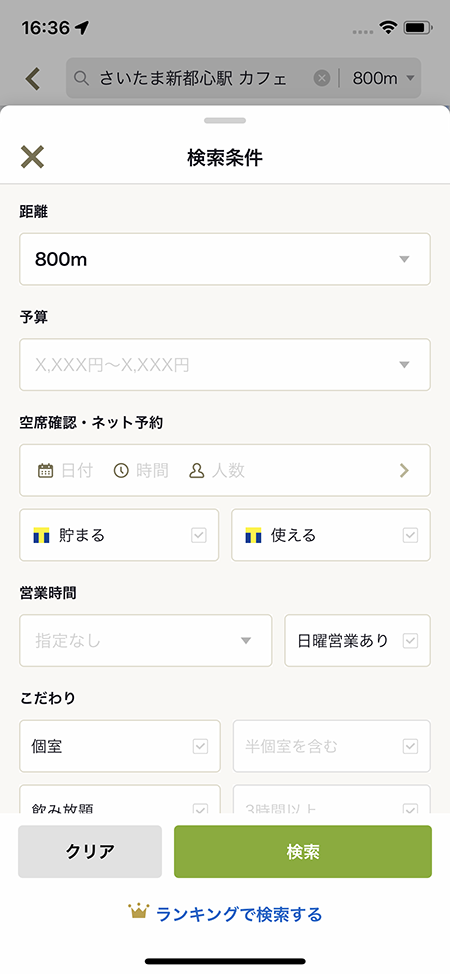 16:36
さいたま新都心駅 カフェ 800m
検索条件
距離
800m
予算
X,XXX円〜X,XXX円
空席確認・ネット予約
日付 時間 人数
貯まる 使える
営業時間
指定なし 日曜営業あり
こだわり
個室 半個室を含む
飲み放題 3時間以上
クリア 検索
ランキングで検索する